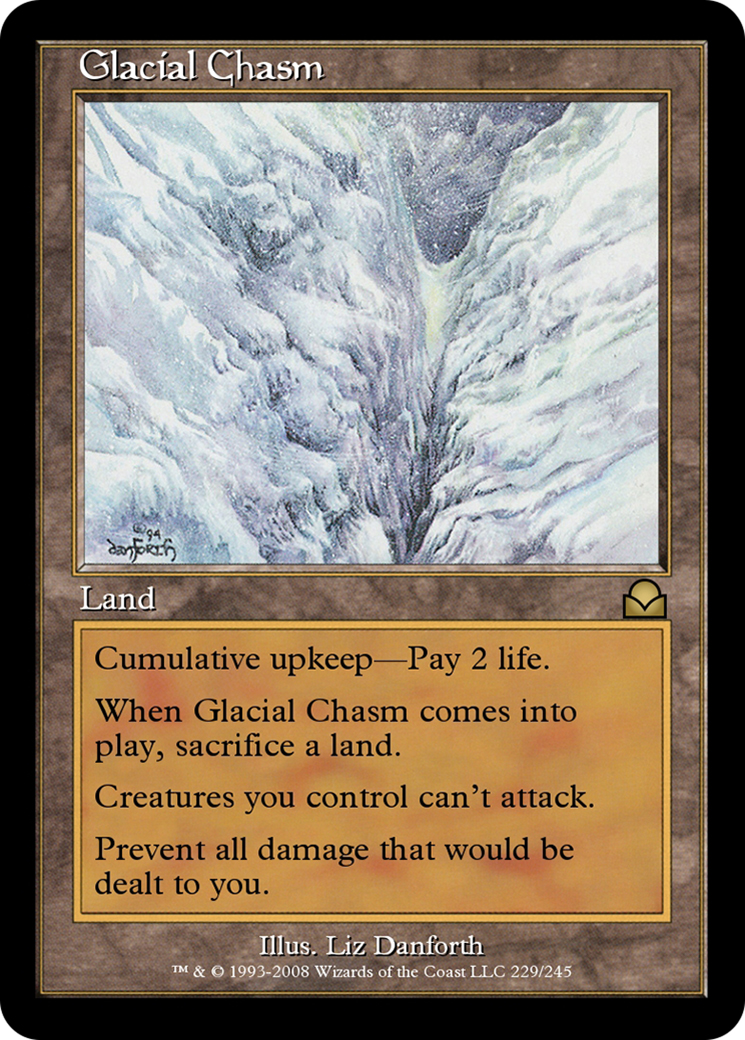 Glacial Chasm
©94
danforth
Land
Cumulative upkeep—Pay 2 life.
When Glacial Chasm comes into
play, sacrifice a land.
Creatures you control can't attack.
Prevent all damage that would be
dealt to you.
Illus. Liz Danforth
™ & © 1993-2008 Wizards of the Coast LLC 229/245